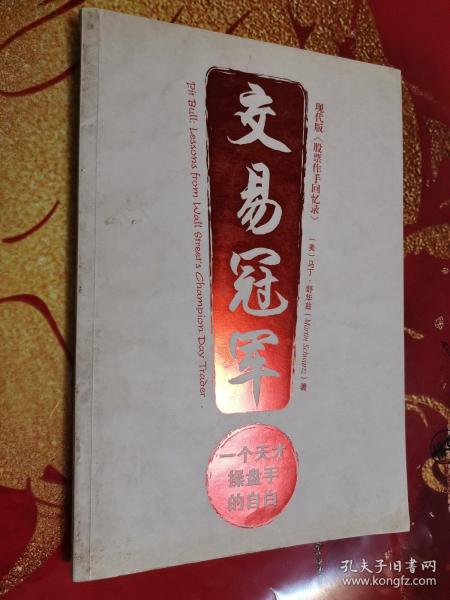 现代版《股票作手回忆录》
（美）马丁·舒华兹（Martin Schwartz）著
交易冠军
Pit Bull: Lessons from Wall Street's Champion Day Trader
一个天才
操盘手
的自白
孔夫子旧书网
www.kongfz.com